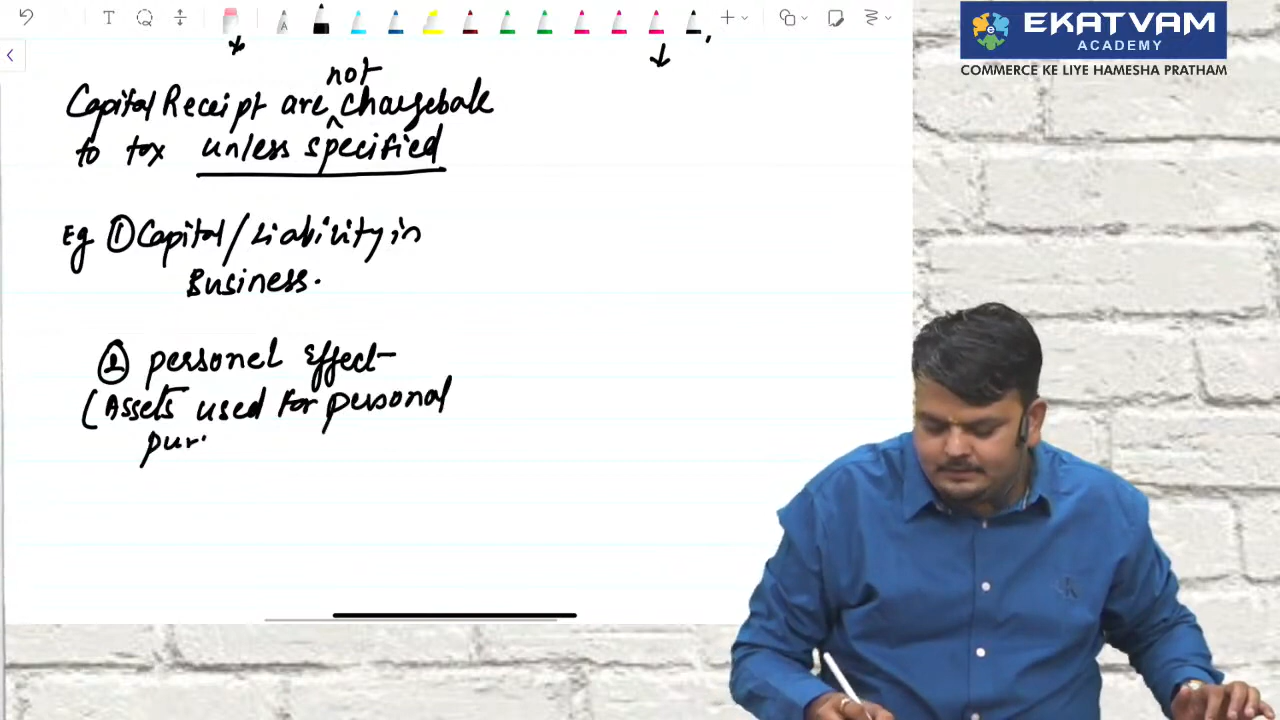 EKATVAM
ACADEMY
COMMERCE KE LIYE HAMESHA PRATHAM
not
Capital Receipt are ^ chargebale
to tax unless specified
Eg ① Capital / Liability in
Business.
② personel Effect
(Assets used for personal
pur